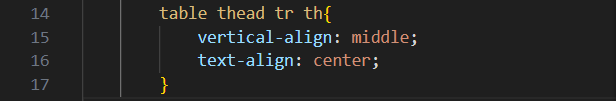 14 table thead tr th{
15 vertical-align: middle;
16 text-align: center;
17 }